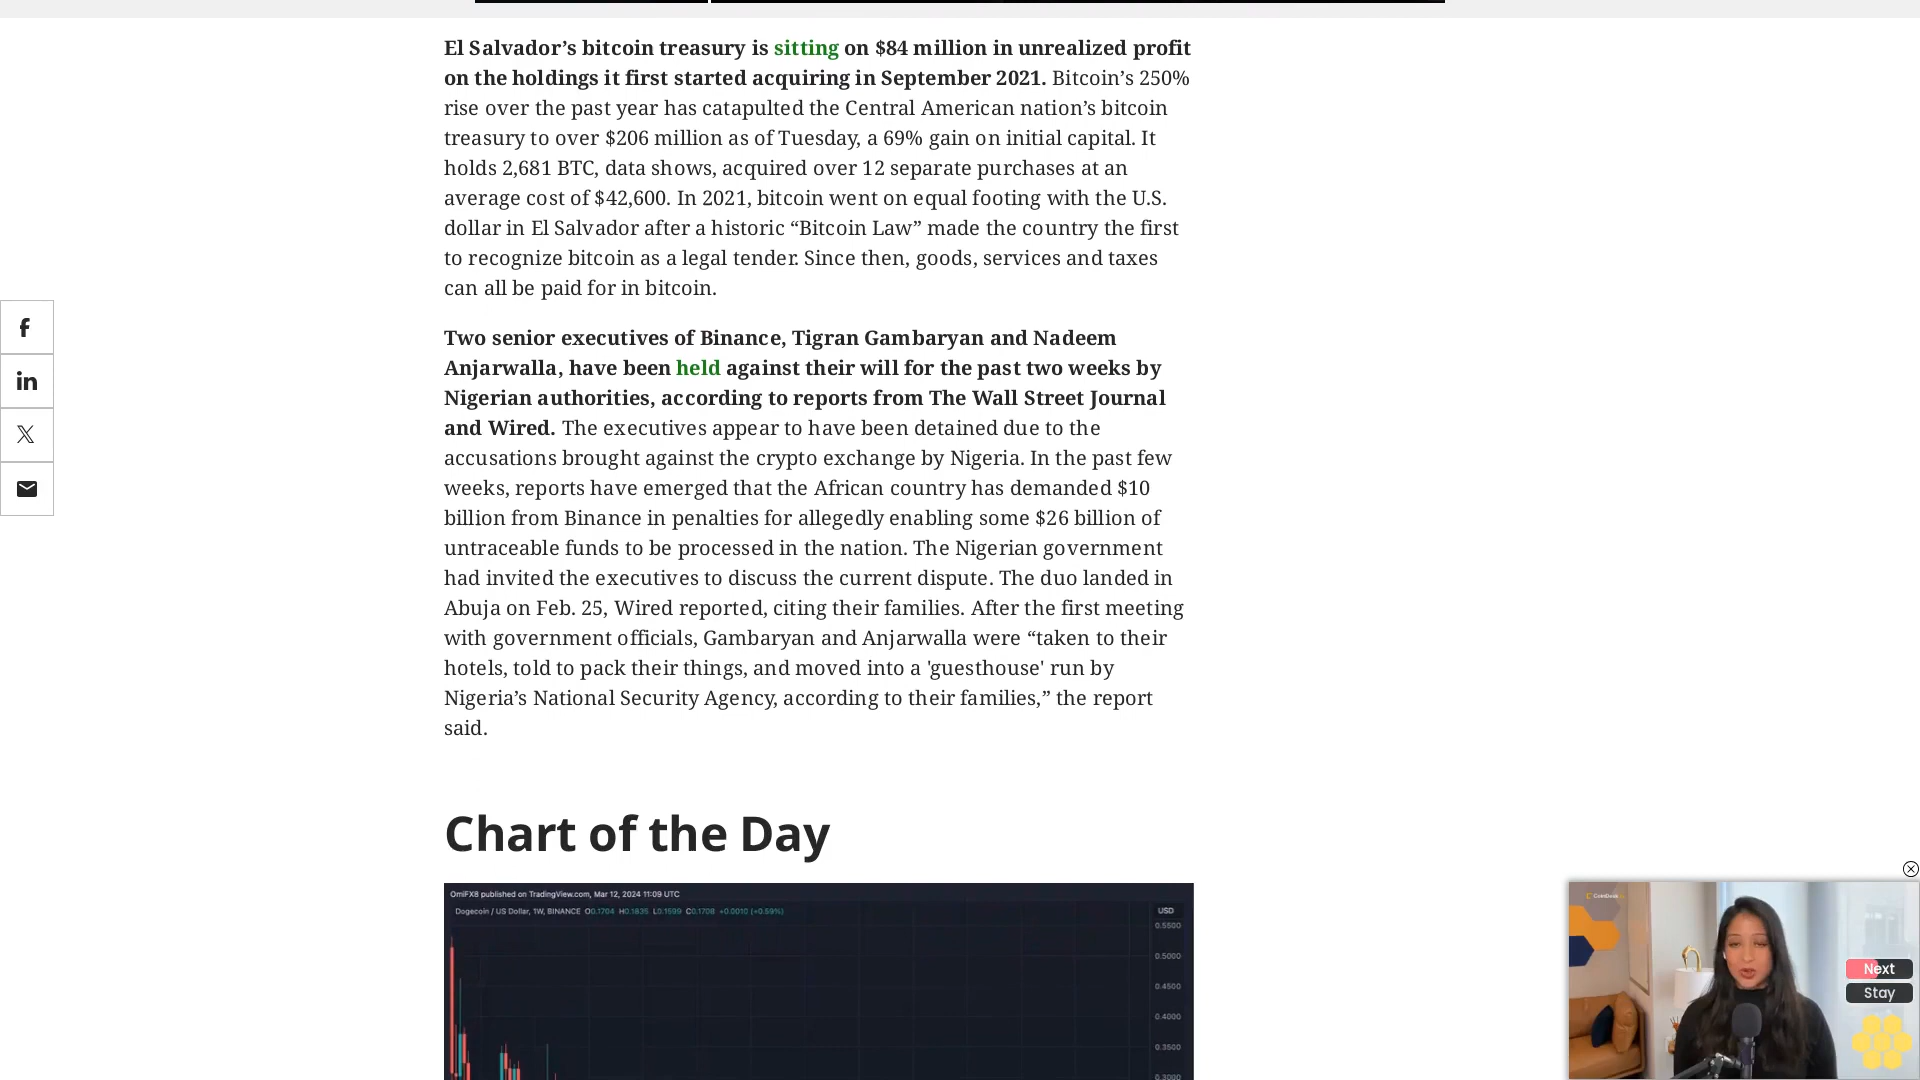 El Salvador’s bitcoin treasury is sitting on $84 million in unrealized profit
on the holdings it first started acquiring in September 2021. Bitcoin’s 250%
rise over the past year has catapulted the Central American nation’s bitcoin
treasury to over $206 million as of Tuesday, a 69% gain on initial capital. It
holds 2,681 BTC, data shows, acquired over 12 separate purchases at an
average cost of $42,600. In 2021, bitcoin went on equal footing with the U.S.
dollar in El Salvador after a historic “Bitcoin Law” made the country the first
to recognize bitcoin as a legal tender. Since then, goods, services and taxes
can all be paid for in bitcoin.
Two senior executives of Binance, Tigran Gambaryan and Nadeem
Anjarwalla, have been held against their will for the past two weeks by
Nigerian authorities, according to reports from The Wall Street Journal
and Wired. The executives appear to have been detained due to the
accusations brought against the crypto exchange by Nigeria. In the past few
weeks, reports have emerged that the African country has demanded $10
billion from Binance in penalties for allegedly enabling some $26 billion of
untraceable funds to be processed in the nation. The Nigerian government
had invited the executives to discuss the current dispute. The duo landed in
Abuja on Feb. 25, Wired reported, citing their families. After the first meeting
with government officials, Gambaryan and Anjarwalla were “taken to their
hotels, told to pack their things, and moved into a 'guesthouse' run by
Nigeria’s National Security Agency, according to their families,” the report
said.
Chart of the Day
OmiFX8 published on TradingView.com, Mar 12, 2024 11:09 UTC
Dogecoin / US Dollar, 1W, BINANCE O0.1704 H0.1835 L0.1599 C0.1708 +0.0010 (+0.59%)
USD
0.5500
0.5000
0.4500
0.4000
0.3500
0.3000
CoinDesk
Next
Stay